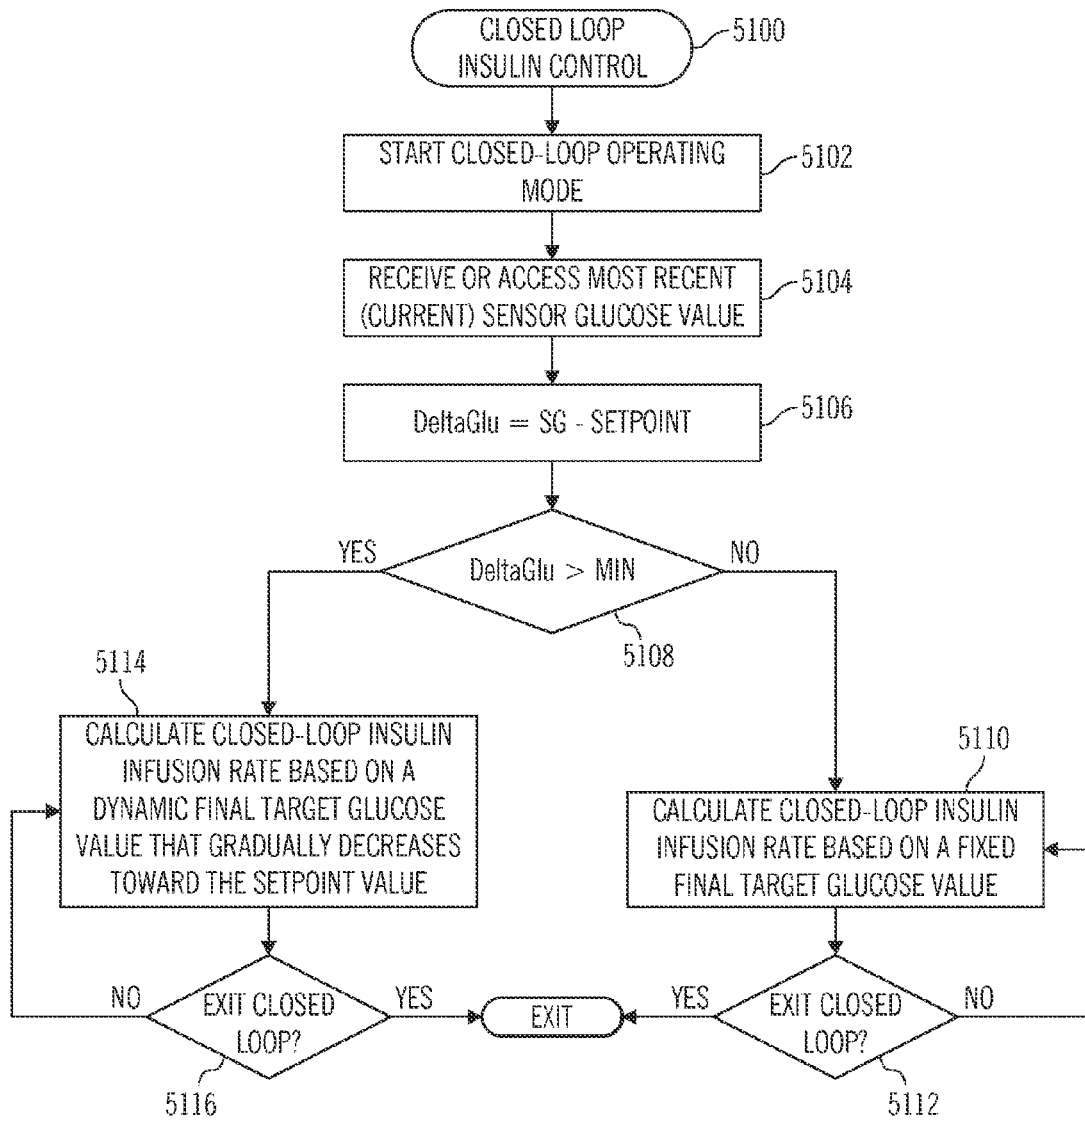 CLOSED LOOP
INSULIN CONTROL
5100
START CLOSED-LOOP OPERATING
MODE
5102
RECEIVE OR ACCESS MOST RECENT
(CURRENT) SENSOR GLUCOSE VALUE
5104
DeltaGlu = SG - SETPOINT
5106
YES
DeltaGlu > MIN
NO
5108
5114
CALCULATE CLOSED-LOOP INSULIN
INFUSION RATE BASED ON A
DYNAMIC FINAL TARGET GLUCOSE
VALUE THAT GRADUALLY DECREASES
TOWARD THE SETPOINT VALUE
5110
CALCULATE CLOSED-LOOP INSULIN
INFUSION RATE BASED ON A FIXED
FINAL TARGET GLUCOSE VALUE
NO
EXIT CLOSED
LOOP?
YES
5116
EXIT
YES
EXIT CLOSED
LOOP?
NO
5112